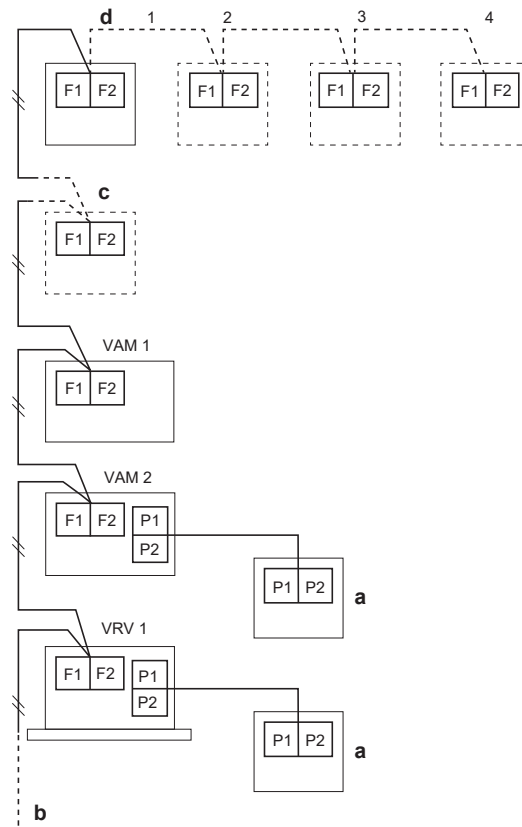 d 1 2 3 4
F1 F2 F1 F2 F1 F2 F1 F2
c
F1 F2
VAM 1
F1 F2
VAM 2
F1 F2 P1
P2
P1 P2 a
VRV 1
F1 F2 P1
P2
P1 P2 a
b